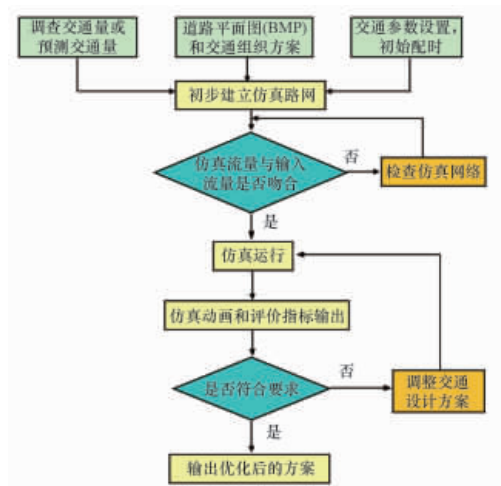 调查交通量或
预测交通量
道路平面图(BMP)
和交通组织方案
交通参数设置,
初始配时
初步建立仿真路网
仿真流量与输入
流量是否吻合
否
检查仿真网络
是
仿真运行
仿真动画和评价指标输出
是否符合要求
否
调整交通
设计方案
是
输出优化后的方案